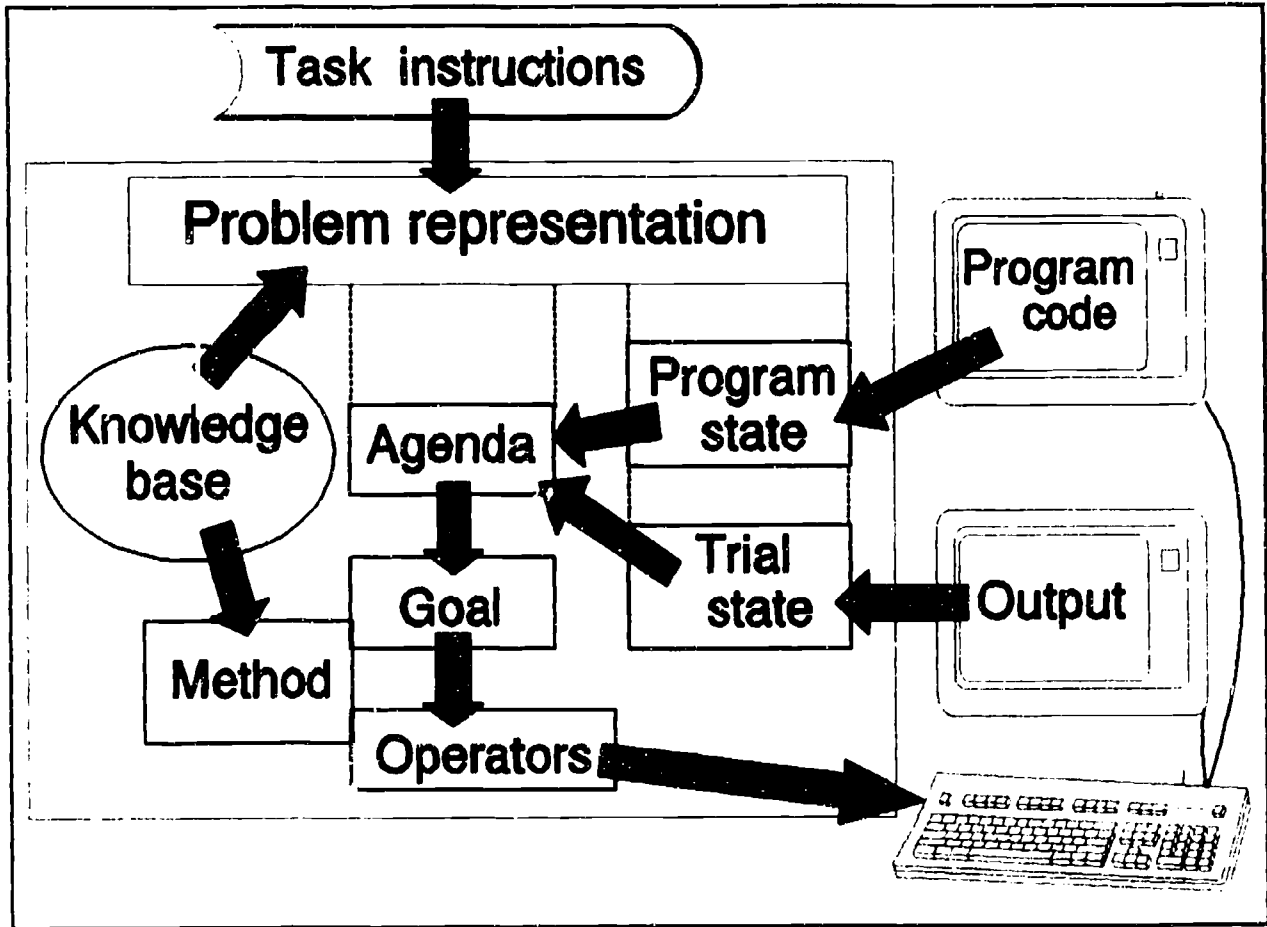 Task instructions
Problem representation
Program
code
Program
state
Knowledge
base
Agenda
Trial
state
Output
Goal
Method
Operators